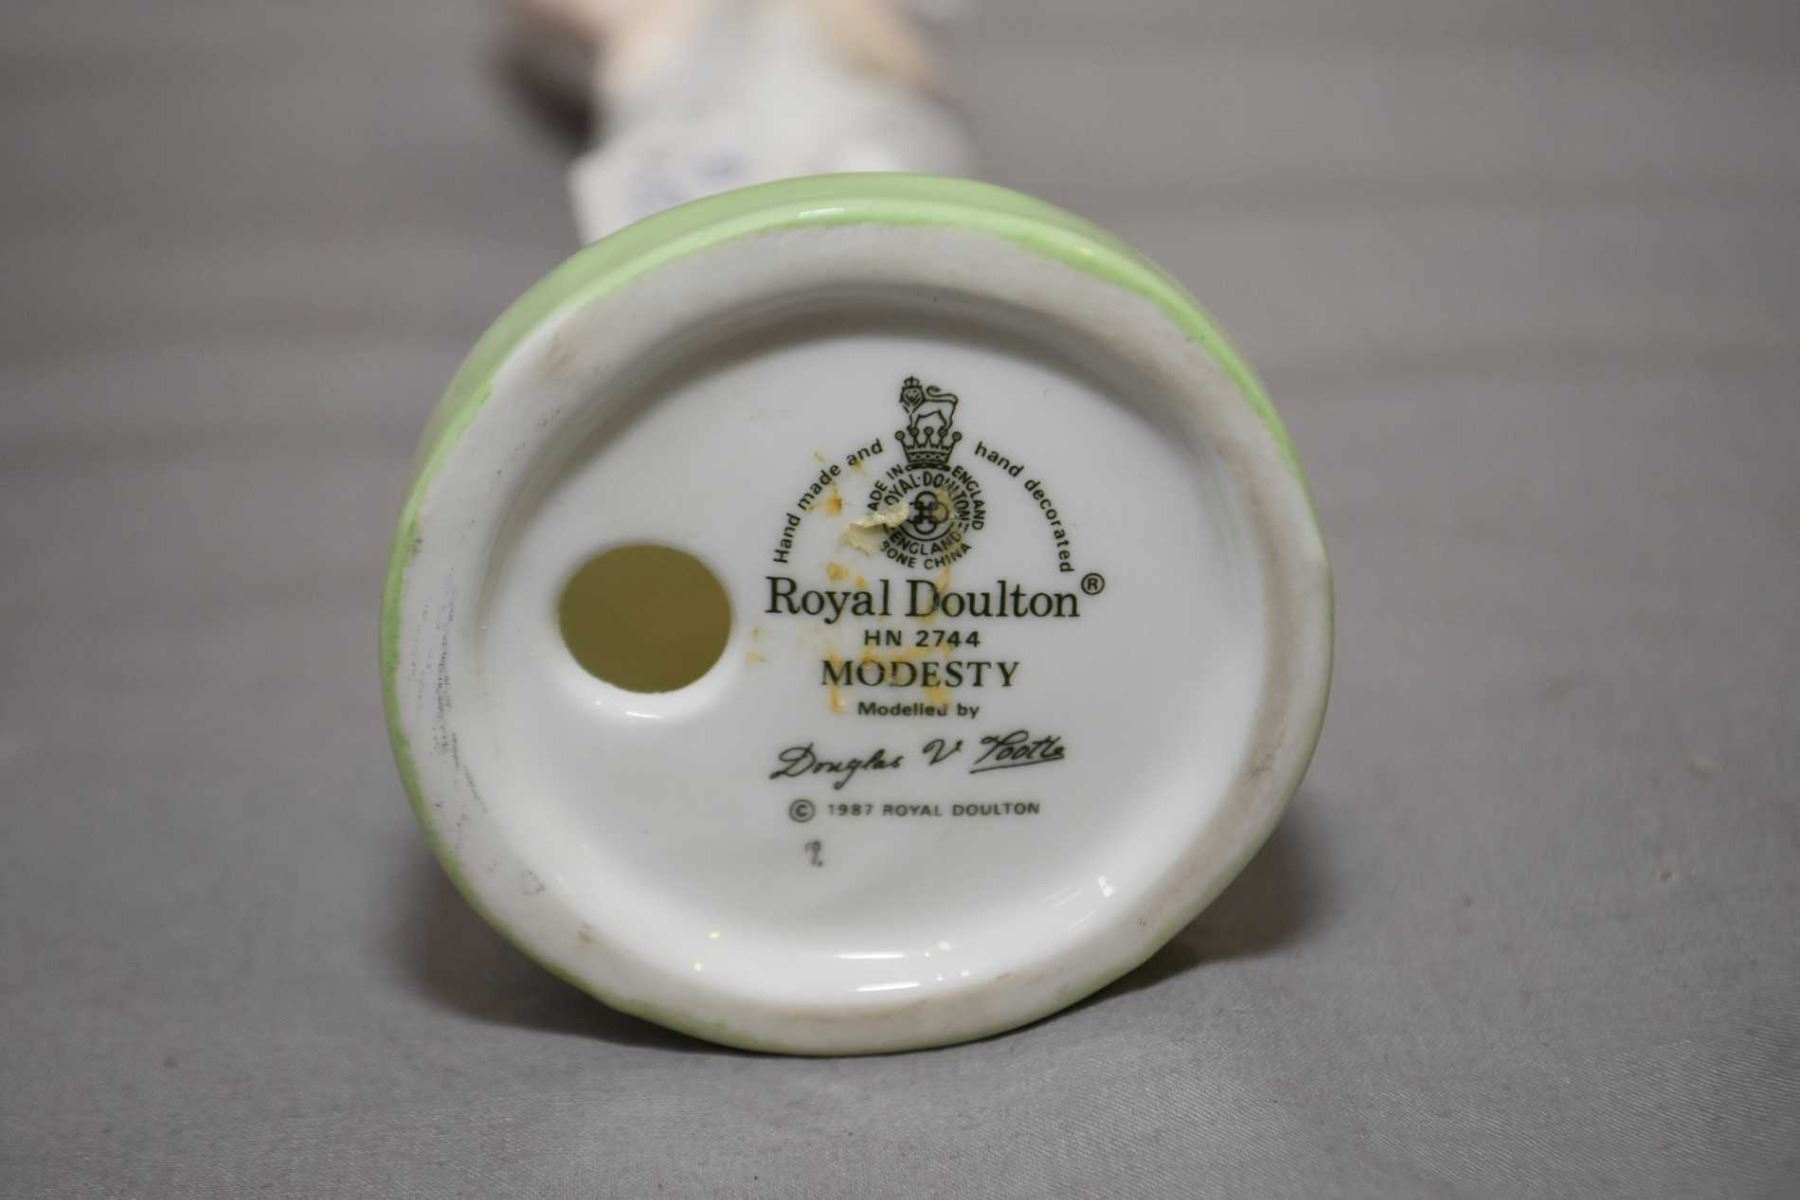 Hand made and hand decorated
MADE IN ENGLAND
ROYAL·DOULTON
ENGLAND
BONE CHINA
Royal Doulton®
HN 2744
MODESTY
Modelled by
Douglas V Tootle
© 1987 ROYAL DOULTON